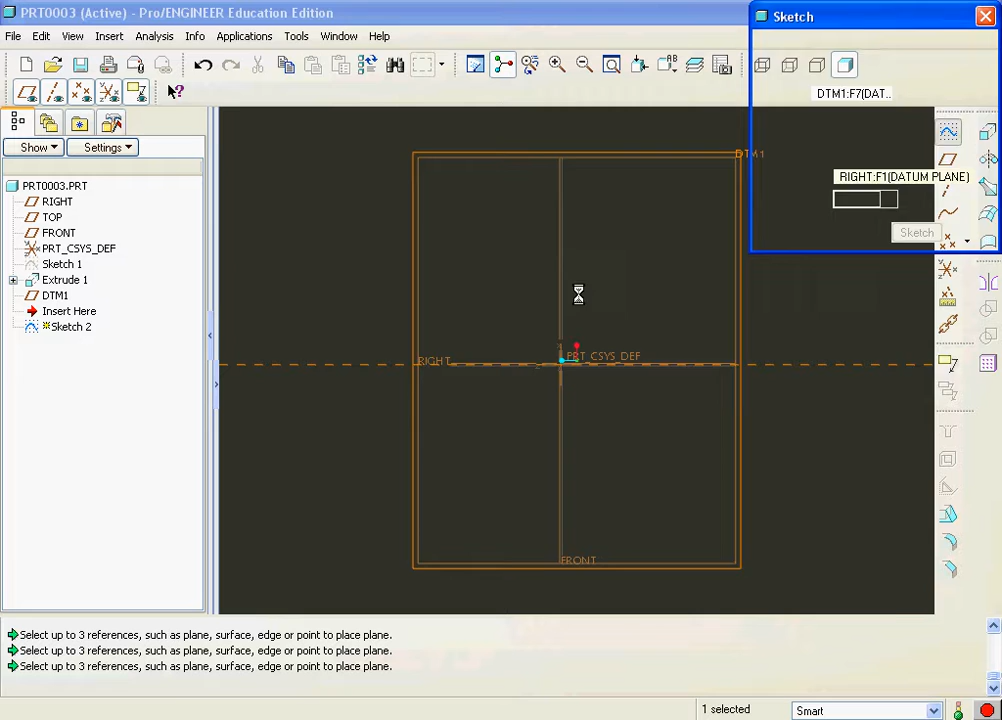 PRT0003 (Active) - Pro/ENGINEER Education Edition
Sketch
File Edit View Insert Analysis Info Applications Tools Window Help
DTM1:F7(DAT..
Show Settings
DTM1
RIGHT:F1(DATUM PLANE)
PRT0003.PRT
RIGHT
TOP
FRONT
Sketch
PRT_CSYS_DEF
Sketch 1
Extrude 1
DTM1
Insert Here
Sketch 2
PRT_CSYS_DEF
RIGHT
FRONT
Select up to 3 references, such as plane, surface, edge or point to place plane.
Select up to 3 references, such as plane, surface, edge or point to place plane.
Select up to 3 references, such as plane, surface, edge or point to place plane.
1 selected
Smart